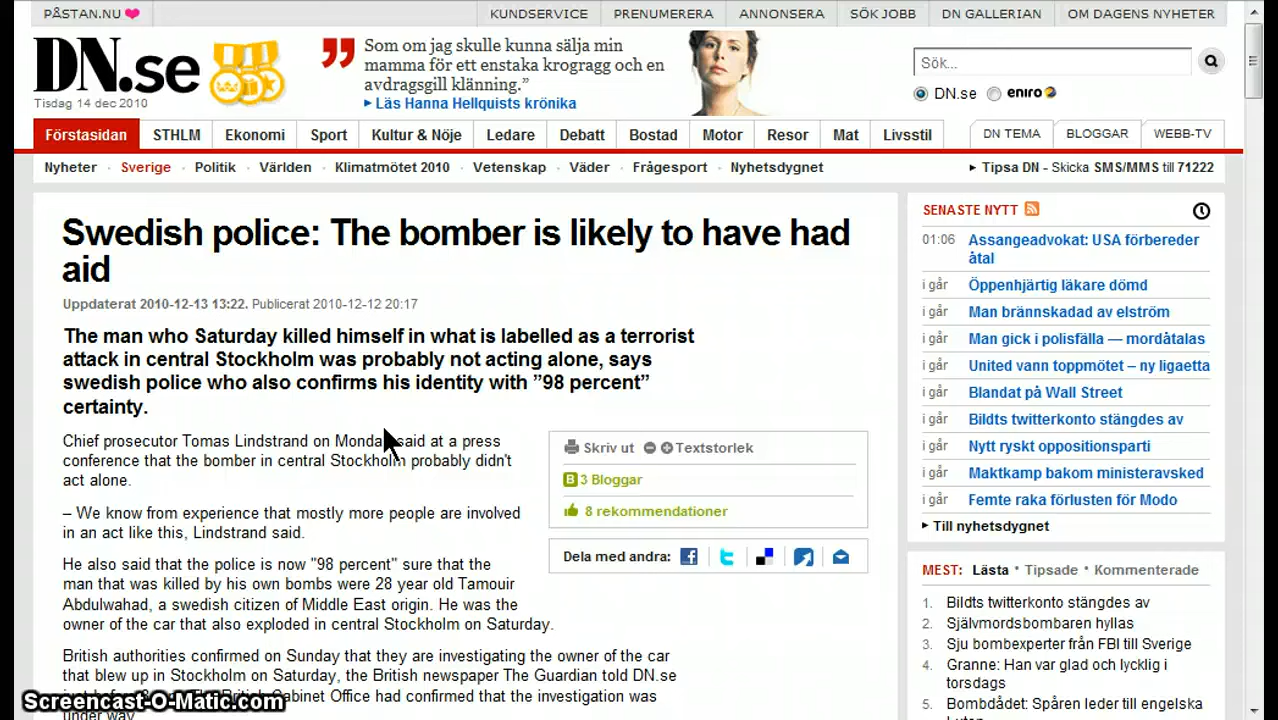 PÅSTAN.NU
KUNDSERVICE PRENUMERERA ANNONSERA SÖK JOBB DN GALLERIAN OM DAGENS NYHETER
DN.se
Tisdag 14 dec 2010
Som om jag skulle kunna sälja min
mamma för ett enstaka krogragg och en
avdragsgill klänning.”
Läs Hanna Hellquists krönika
Sök...
DN.se eniro
Förstasidan STHLM Ekonomi Sport Kultur & Nöje Ledare Debatt Bostad Motor Resor Mat Livsstil DN TEMA BLOGGAR WEBB-TV
Nyheter · Sverige · Politik · Världen · Klimatmötet 2010 · Vetenskap · Väder · Frågesport · Nyhetsdygnet
Tipsa DN - Skicka SMS/MMS till 71222
Swedish police: The bomber is likely to have had
aid
Uppdaterat 2010-12-13 13:22. Publicerat 2010-12-12 20:17
The man who Saturday killed himself in what is labelled as a terrorist
attack in central Stockholm was probably not acting alone, says
swedish police who also confirms his identity with ”98 percent”
certainty.
Chief prosecutor Tomas Lindstrand on Monday said at a press
conference that the bomber in central Stockholm probably didn't
act alone.
– We know from experience that mostly more people are involved
in an act like this, Lindstrand said.
He also said that the police is now "98 percent" sure that the
man that was killed by his own bombs were 28 year old Tamouir
Abdulwahad, a swedish citizen of Middle East origin. He was the
owner of the car that also exploded in central Stockholm on Saturday.
British authorities confirmed on Sunday that they are investigating the owner of the car
that blew up in Stockholm on Saturday, the British newspaper The Guardian told DN.se
British Cabinet Office had confirmed that the investigation was
under way
Skriv ut Textstorlek
B 3 Bloggar
8 rekommendationer
Dela med andra:
SENASTE NYTT
01:06 Assangeadvokat: USA förbereder
åtal
i går Öppenhjärtig läkare dömd
i går Man brännskadad av elström
i går Man gick i polisfälla — mordåtalas
i går United vann toppmötet – ny ligaetta
i går Blandat på Wall Street
i går Bildts twitterkonto stängdes av
i går Nytt ryskt oppositionsparti
i går Maktkamp bakom ministeravsked
i går Femte raka förlusten för Modo
Till nyhetsdygnet
MEST: Lästa • Tipsade • Kommenterade
1. Bildts twitterkonto stängdes av
2. Självmordsbombaren hyllas
3. Sju bombexperter från FBI till Sverige
4. Granne: Han var glad och lycklig i
torsdags
5. Bombdådet: Spåren leder till engelska
Screencast-O-Matic.com